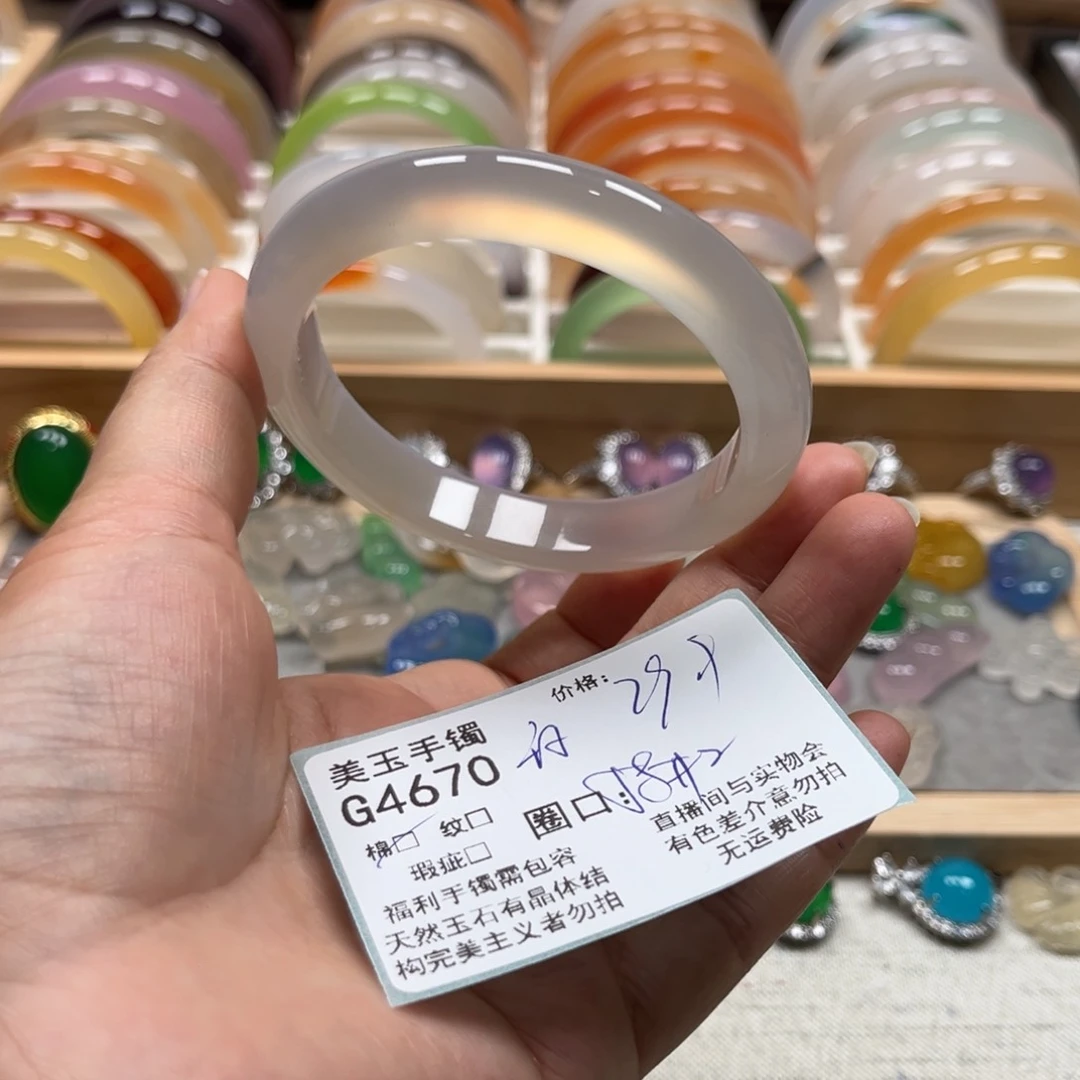 价格:
美玉手镯
G4670
棉□ 纹□
圈口:
瑕疵□
直播间与实物会
有色差介意勿拍
无运费险
福利手镯需包容
天然玉石有晶体结
构完美主义者勿拍